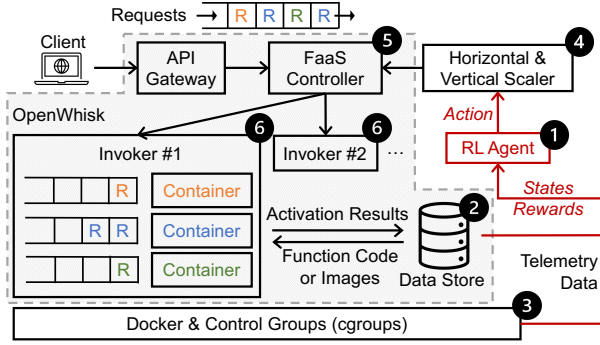 Requests
R R R R
Client
API
Gateway
FaaS
Controller
5
Horizontal &
Vertical Scaler
4
Action
RL Agent
1
States
Rewards
OpenWhisk
Invoker #1
6
Invoker #2
6
...
R
Container
R R
Container
R
Container
Activation Results
Function Code
or Images
2
Data Store
Telemetry
Data
Docker & Control Groups (cgroups)
3